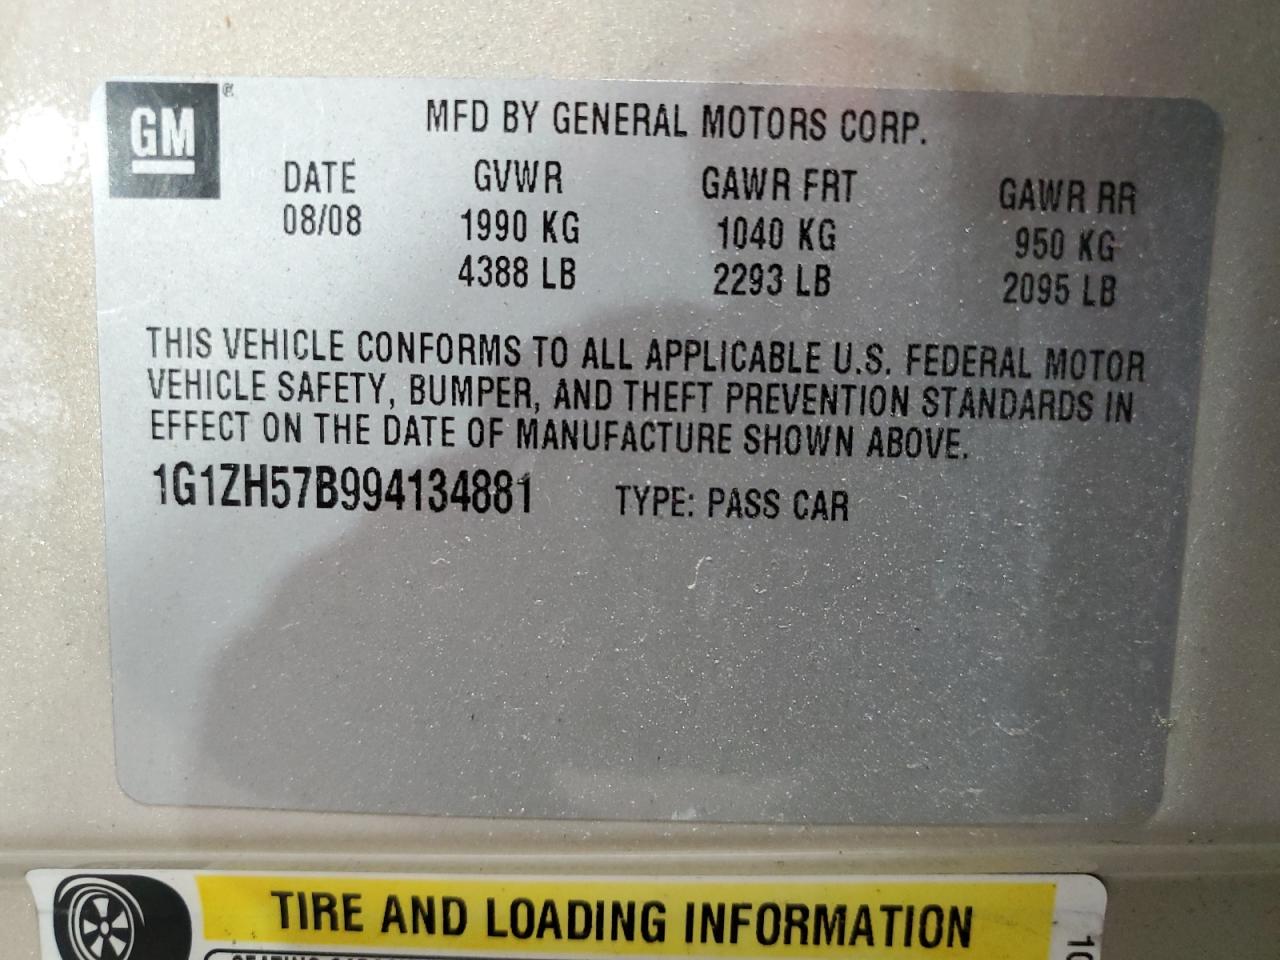 GM®
MFD BY GENERAL MOTORS CORP.
DATE GVWR GAWR FRT GAWR RR
08/08 1990 KG 1040 KG 950 KG
4388 LB 2293 LB 2095 LB
THIS VEHICLE CONFORMS TO ALL APPLICABLE U.S. FEDERAL MOTOR
VEHICLE SAFETY, BUMPER, AND THEFT PREVENTION STANDARDS IN
EFFECT ON THE DATE OF MANUFACTURE SHOWN ABOVE.
1G1ZH57B994134881 TYPE: PASS CAR
TIRE AND LOADING INFORMATION